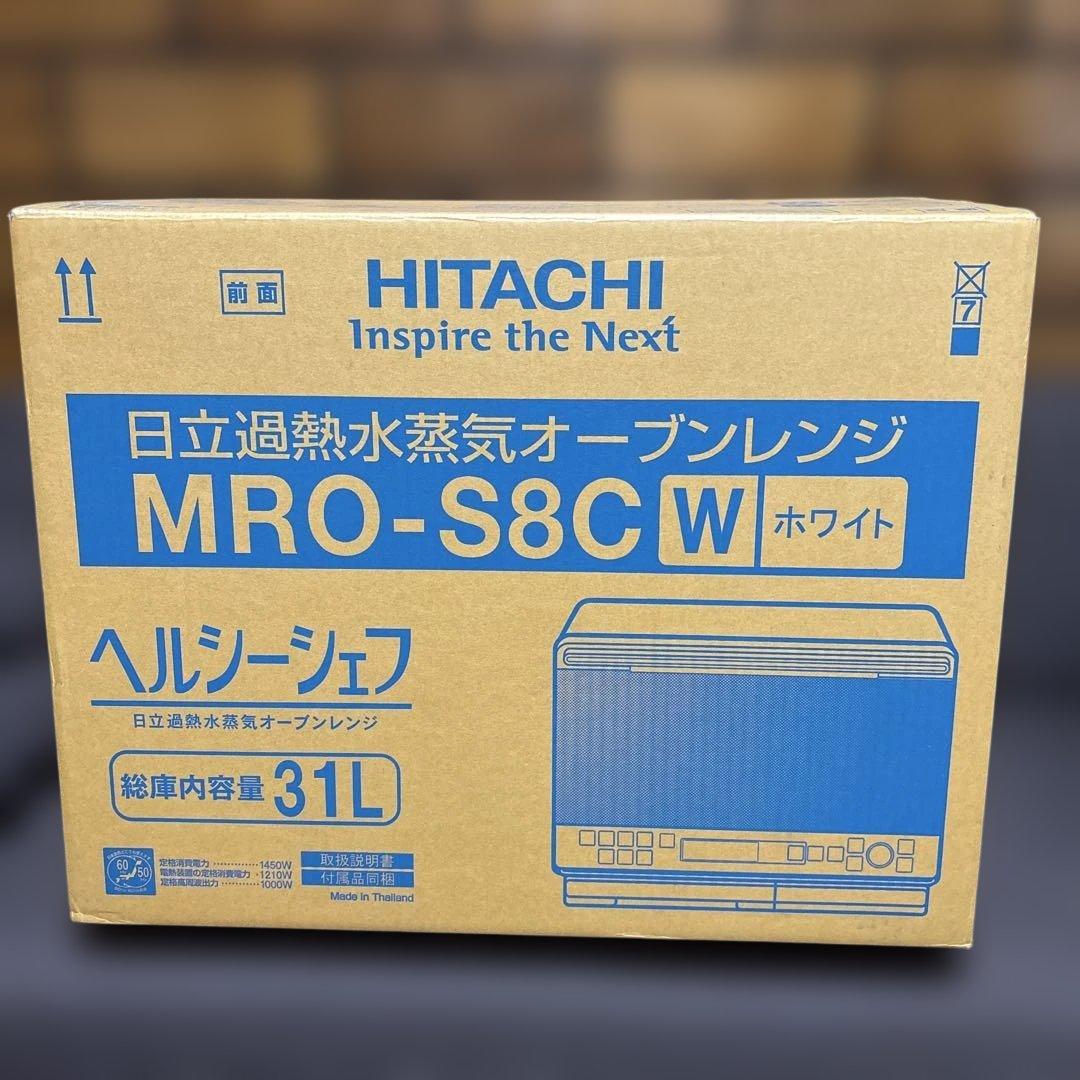 前面
HITACHI
Inspire the Next
7
日立過熱水蒸気オーブンレンジ
MRO-S8C W ホワイト
ヘルシーシェフ
日立過熱水蒸気オーブンレンジ
総庫内容量 31L
60 50
定格消費電力 ............. 1450W
電熱装置の定格消費電力 ・1210W
定格高周波出力 ........... 1000W
取扱説明書
付属品同梱
Made in Thailand